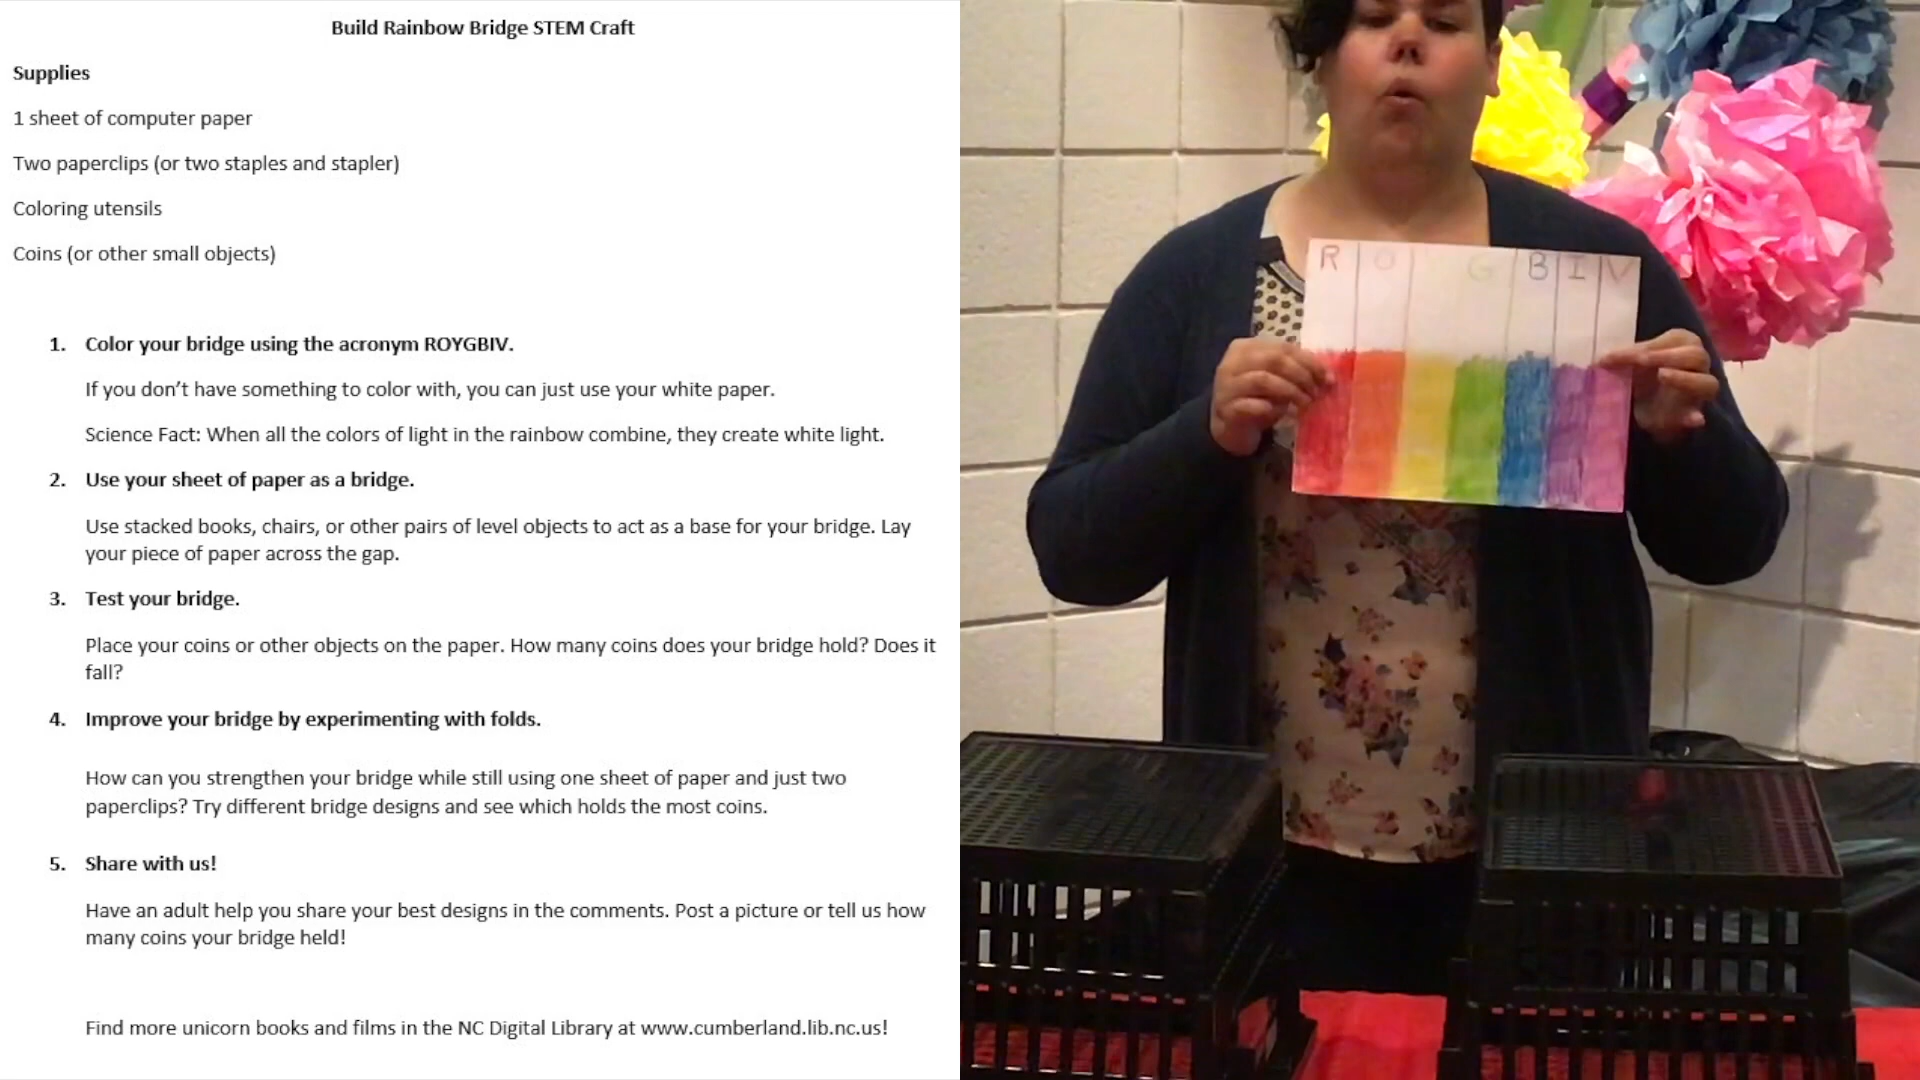 Build Rainbow Bridge STEM Craft
Supplies
1 sheet of computer paper
Two paperclips (or two staples and stapler)
Coloring utensils
Coins (or other small objects)
1. Color your bridge using the acronym ROYGBIV.
If you don’t have something to color with, you can just use your white paper.
Science Fact: When all the colors of light in the rainbow combine, they create white light.
2. Use your sheet of paper as a bridge.
Use stacked books, chairs, or other pairs of level objects to act as a base for your bridge. Lay
your piece of paper across the gap.
3. Test your bridge.
Place your coins or other objects on the paper. How many coins does your bridge hold? Does it
fall?
4. Improve your bridge by experimenting with folds.
How can you strengthen your bridge while still using one sheet of paper and just two
paperclips? Try different bridge designs and see which holds the most coins.
5. Share with us!
Have an adult help you share your best designs in the comments. Post a picture or tell us how
many coins your bridge held!
Find more unicorn books and films in the NC Digital Library at www.cumberland.lib.nc.us!
R O G B I V